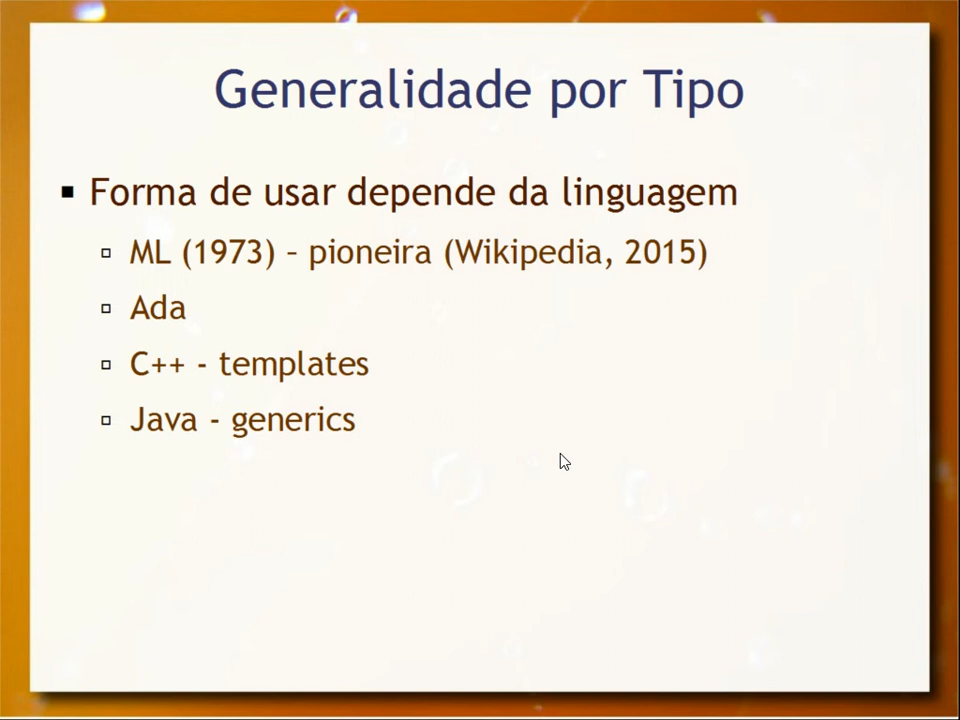 Generalidade por Tipo
Forma de usar depende da linguagem
ML (1973) – pioneira (Wikipedia, 2015)
Ada
C++ - templates
Java - generics